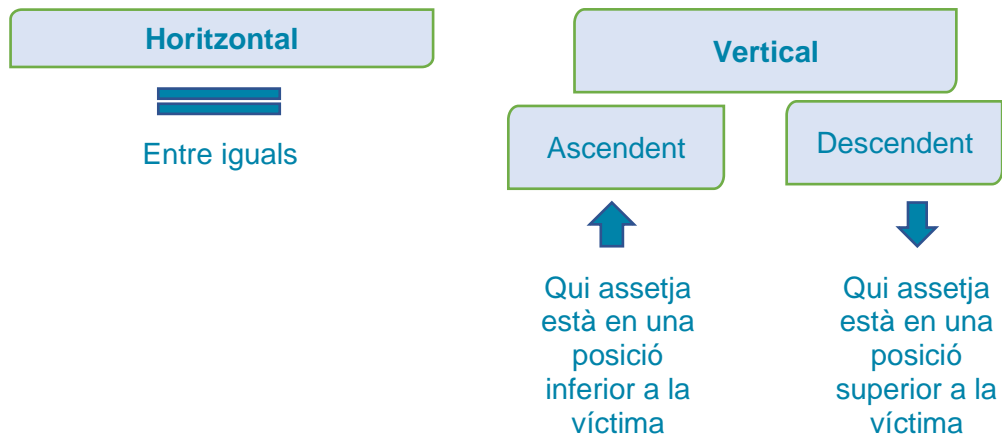 Horitzontal
Entre iguals
Vertical
Ascendent
Qui assetja
està en una
posició
inferior a la
víctima
Descendent
Qui assetja
està en una
posició
superior a la
víctima